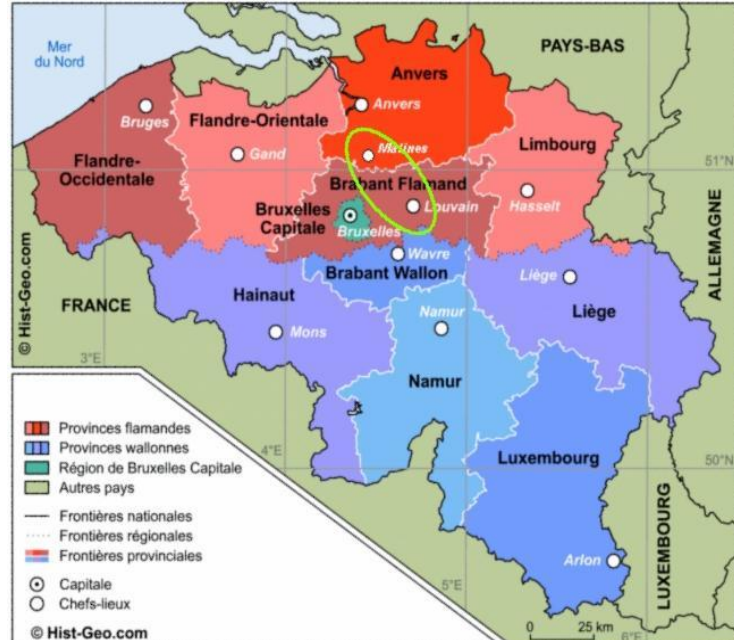 Mer
du Nord
PAYS-BAS
Anvers
Anvers
Bruges
Flandre-Orientale
Malines
Limbourg
Gand
51°N
Flandre-
Occidentale
Brabant Flamand
Hasselt
Louvain
Bruxelles
Capitale
Bruxelles
ALLEMAGNE
Wavre
Brabant Wallon
Liège
FRANCE
Hainaut
Liège
© Hist-Geo.com
Mons
Namur
3°E
Namur
Provinces flamandes
Provinces wallonnes
Région de Bruxelles Capitale
Autres pays
4°E
Luxembourg
50°N
Frontières nationales
Frontières régionales
Frontières provinciales
Arlon
LUXEMBOURG
Capitale
Chefs-lieux
5°E
© Hist-Geo.com
0 25 km
6°E